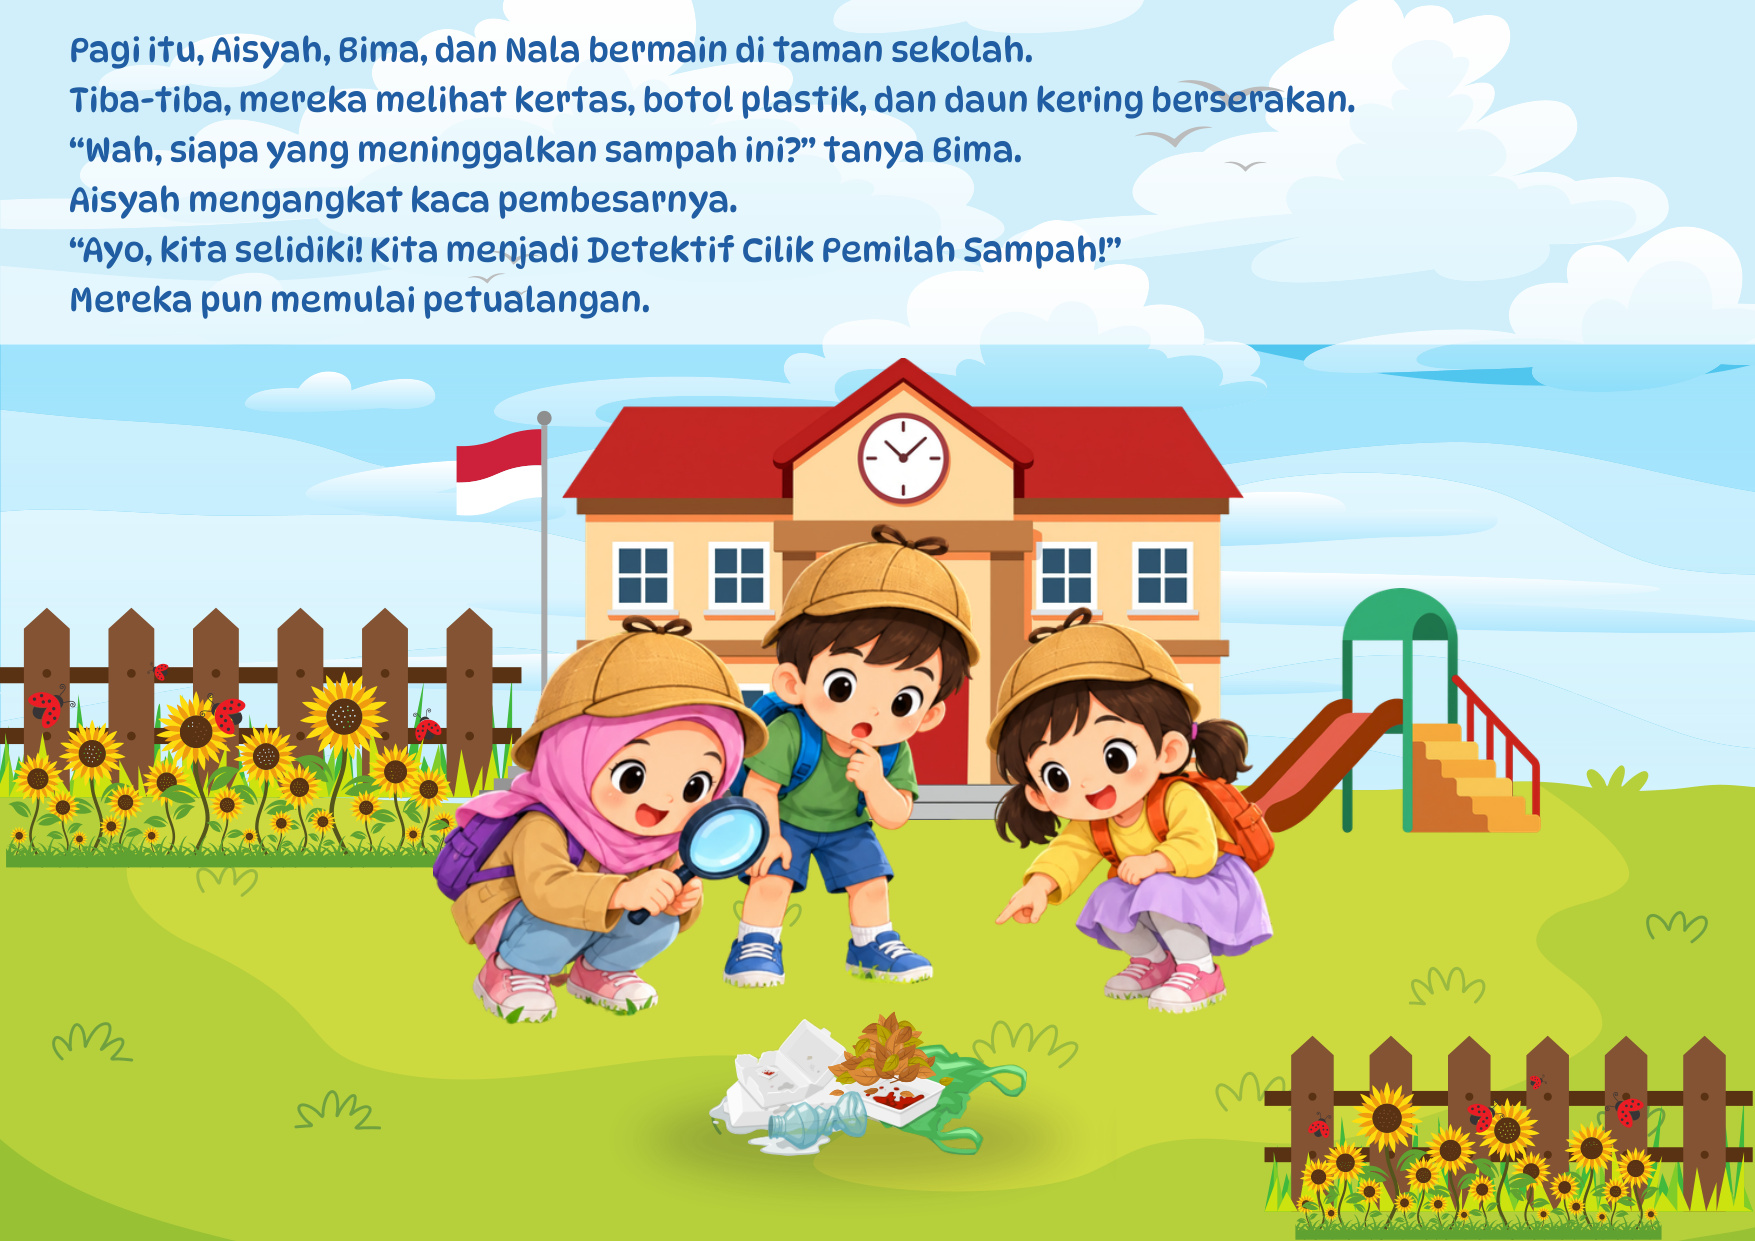 Pagi itu, Aisyah, Bima, dan Nala bermain di taman sekolah.
Tiba-tiba, mereka melihat kertas, botol plastik, dan daun kering berserakan.
“Wah, siapa yang meninggalkan sampah ini?” tanya Bima.
Aisyah mengangkat kaca pembesarnya.
“Ayo, kita selidiki! Kita menjadi Detektif Cilik Pemilah Sampah!”
Mereka pun memulai petualangan.